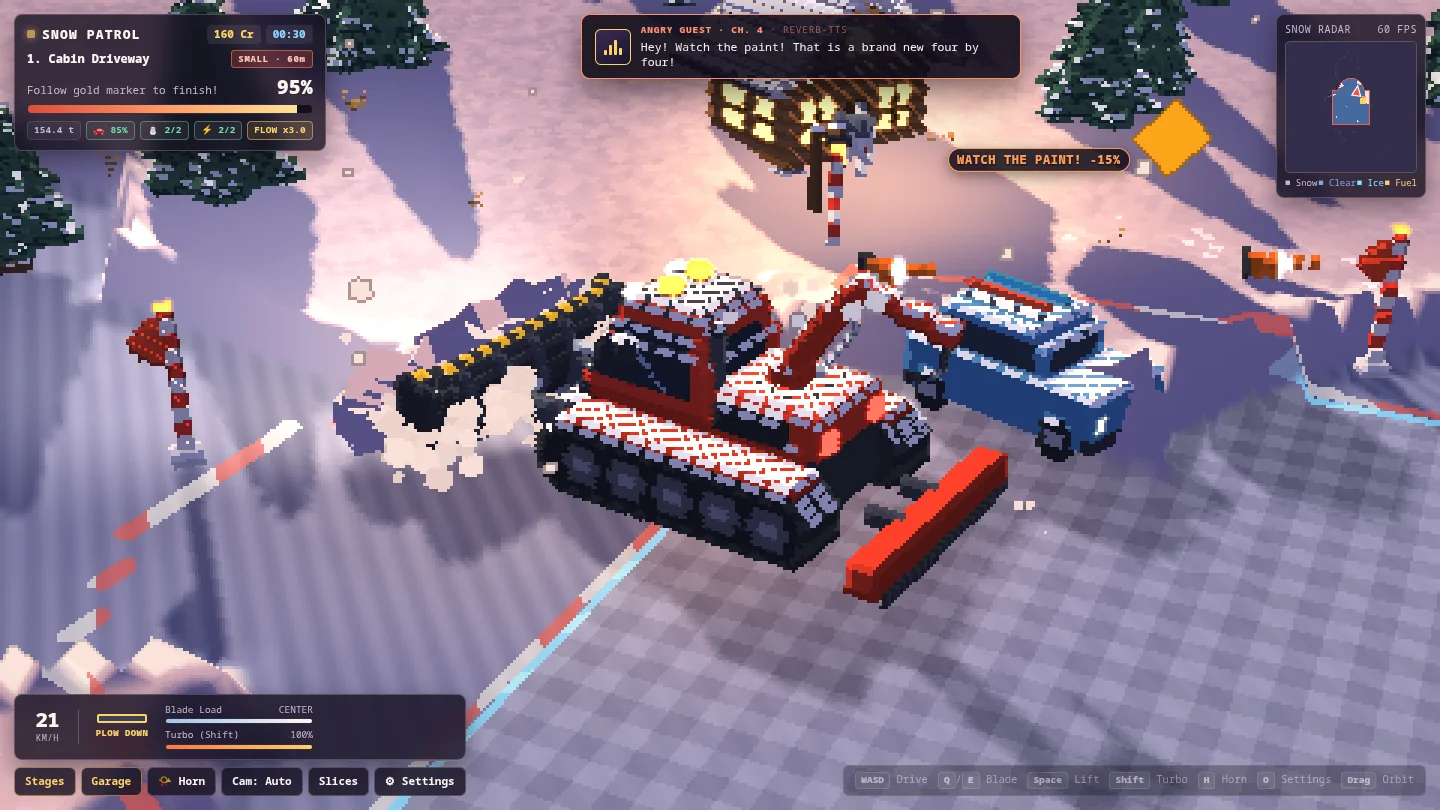 SNOW PATROL 160 Cr 00:30
1. Cabin Driveway SMALL · 60m
Follow gold marker to finish! 95%
154.4 t 85% 2/2 2/2 FLOW x3.0
ANGRY GUEST · CH. 4 · REVERB-TTS
Hey! Watch the paint! That is a brand new four by
four!
SNOW RADAR 60 FPS
Snow Clear Ice Fuel
WATCH THE PAINT! -15%
21
KM/H
PLOW DOWN
Blade Load CENTER
Turbo (Shift) 100%
Stages Garage Horn Cam: Auto Slices Settings
WASD Drive Q / E Blade Space Lift Shift Turbo H Horn O Settings Drag Orbit